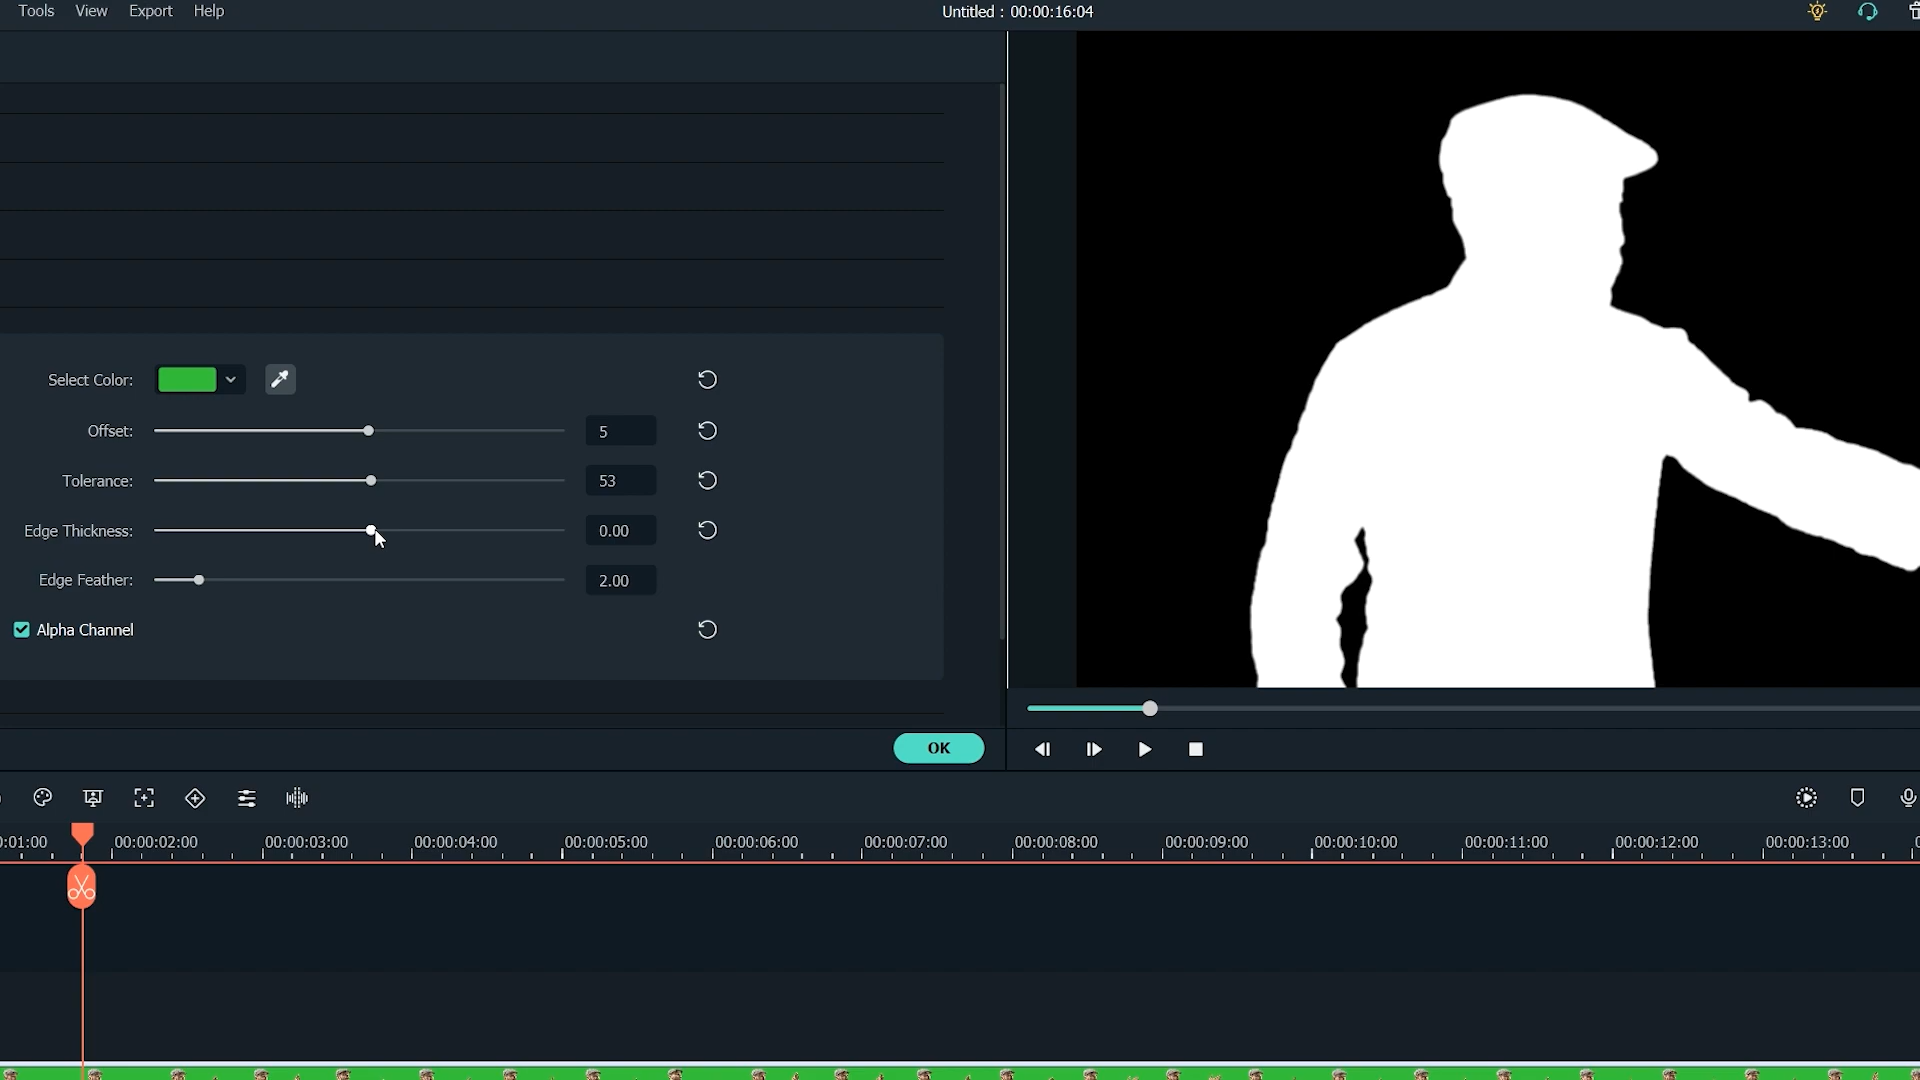 Tools View Export Help
Untitled : 00:00:16:04
Select Color:
Offset: 5
Tolerance: 53
Edge Thickness: 0.00
Edge Feather: 2.00
Alpha Channel
OK
:01:00 00:00:02:00 00:00:03:00 00:00:04:00 00:00:05:00 00:00:06:00 00:00:07:00 00:00:08:00 00:00:09:00 00:00:10:00 00:00:11:00 00:00:12:00 00:00:13:00